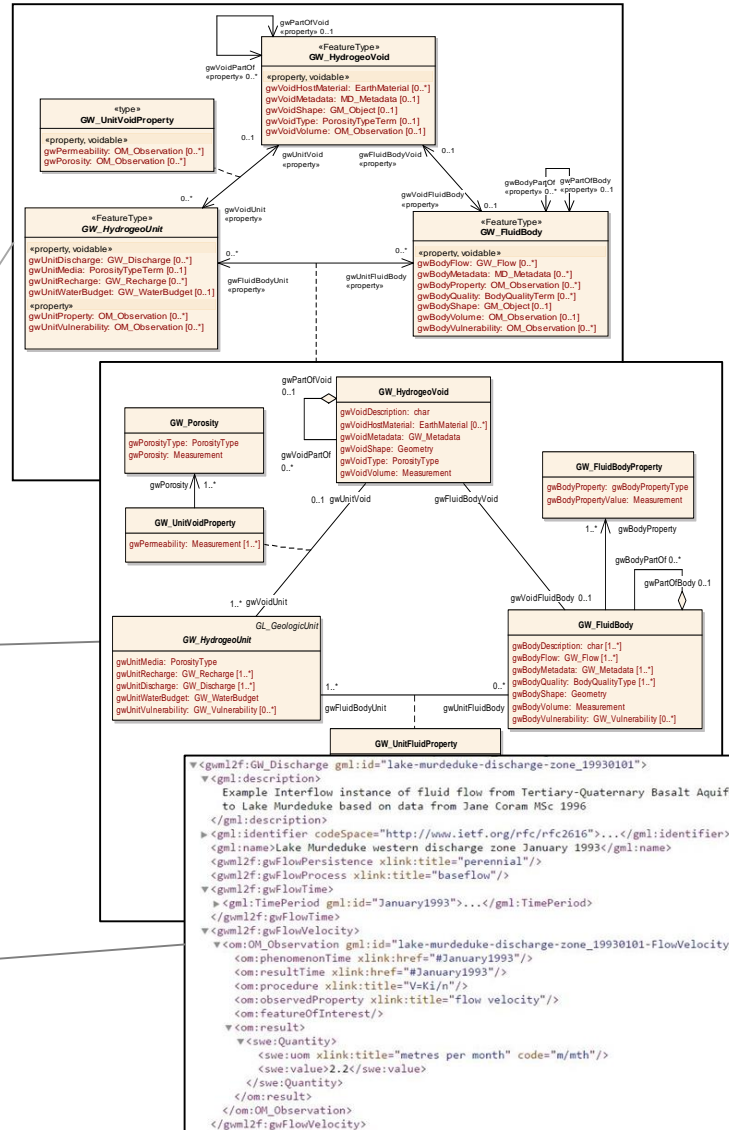 gwPartOfVoid
«property» 0..1
gwVoidPartOf
«property» 0..*
«FeatureType»
GW_HydrogeoVoid
«property, voidable»
gwVoidHostMaterial: EarthMaterial [0..*]
gwVoidMetadata: MD_Metadata [0..1]
gwVoidShape: GM_Object [0..1]
gwVoidType: PorosityTypeTerm [0..1]
gwVoidVolume: OM_Observation [0..1]
«type»
GW_UnitVoidProperty
«property, voidable»
gwPermeability: OM_Observation [0..*]
gwPorosity: OM_Observation [0..*]
0..1
gwUnitVoid
«property»
gwFluidBodyVoid
«property»
0..1
0..*
gwVoidUnit
«property»
gwVoidFluidBody
«property»
0..1
gwBodyPartOf
«property» 0..*
gwPartOfBody
«property» 0..1
«FeatureType»
GW_HydrogeoUnit
«property, voidable»
gwUnitDischarge: GW_Discharge [0..*]
gwUnitMedia: PorosityTypeTerm [0..1]
gwUnitRecharge: GW_Recharge [0..*]
gwUnitWaterBudget: GW_WaterBudget [0..1]
«property»
gwUnitProperty: OM_Observation [0..*]
gwUnitVulnerability: OM_Observation [0..*]
0..*
gwFluidBodyUnit
«property»
0..*
gwUnitFluidBody
«property»
«FeatureType»
GW_FluidBody
«property, voidable»
gwBodyFlow: GW_Flow [0..*]
gwBodyMetadata: MD_Metadata [0..*]
gwBodyProperty: OM_Observation [0..*]
gwBodyQuality: BodyQualityTerm [0..*]
gwBodyShape: GM_Object [0..1]
gwBodyVolume: OM_Observation [0..1]
gwBodyVulnerability: OM_Observation [0..*]
gwPartOfVoid
0..1
gwVoidPartOf
0..*
GW_HydrogeoVoid
gwVoidDescription: char
gwVoidHostMaterial: EarthMaterial [0..*]
gwVoidMetadata: GW_Metadata
gwVoidShape: Geometry
gwVoidType: PorosityType
gwVoidVolume: Measurement
GW_Porosity
gwPorosityType: PorosityType
gwPorosity: Measurement
gwPorosity
1..*
GW_UnitVoidProperty
gwPermeability: Measurement [1..*]
0..1 gwUnitVoid
gwFluidBodyVoid
GW_FluidBodyProperty
gwBodyProperty: gwBodyPropertyType
gwBodyPropertyValue: Measurement
1..*
gwBodyProperty
gwBodyPartOf 0..*
gwPartOfBody 0..1
1..* gwVoidUnit
gwVoidFluidBody 0..1
GL_GeologicUnit
GW_HydrogeoUnit
gwUnitMedia: PorosityType
gwUnitRecharge: GW_Recharge [1..*]
gwUnitDischarge: GW_Discharge [1..*]
gwUnitWaterBudget: GW_WaterBudget
gwUnitVulnerability: GW_Vulnerability [0..*]
1..*
gwFluidBodyUnit
0..*
gwUnitFluidBody
GW_FluidBody
gwBodyDescription: char [1..*]
gwBodyFlow: GW_Flow [1..*]
gwBodyMetadata: GW_Metadata [1..*]
gwBodyQuality: BodyQualityType [1..*]
gwBodyShape: Geometry
gwBodyVolume: Measurement
gwBodyVulnerability: GW_Vulnerability [0..*]
GW_UnitFluidProperty
▼<gwml2f:GW_Discharge gml:id="lake-murdeduke-discharge-zone_19930101">
▼<gml:description>
Example Interflow instance of fluid flow from Tertiary-Quaternary Basalt Aquif
to Lake Murdeduke based on data from Jane Coram MSc 1996
</gml:description>
▶<gml:identifier codeSpace="http://www.ietf.org/rfc/rfc2616">...</gml:identifier>
<gml:name>Lake Murdeduke western discharge zone January 1993</gml:name>
<gwml2f:gwFlowPersistence xlink:title="perennial"/>
<gwml2f:gwFlowProcess xlink:title="baseflow"/>
▼<gwml2f:gwFlowTime>
▶<gml:TimePeriod gml:id="January1993">...</gml:TimePeriod>
</gwml2f:gwFlowTime>
▼<gwml2f:gwFlowVelocity>
▼<om:OM_Observation gml:id="lake-murdeduke-discharge-zone_19930101-FlowVelocity
<om:phenomenonTime xlink:href="#January1993"/>
<om:resultTime xlink:href="#January1993"/>
<om:procedure xlink:title="V=Ki/n"/>
<om:observedProperty xlink:title="flow velocity"/>
<om:featureOfInterest/>
▼<om:result>
▼<swe:Quantity>
<swe:uom xlink:title="metres per month" code="m/mth"/>
<swe:value>2.2</swe:value>
</swe:Quantity>
</om:result>
</om:OM_Observation>
</gwml2f:gwFlowVelocity>